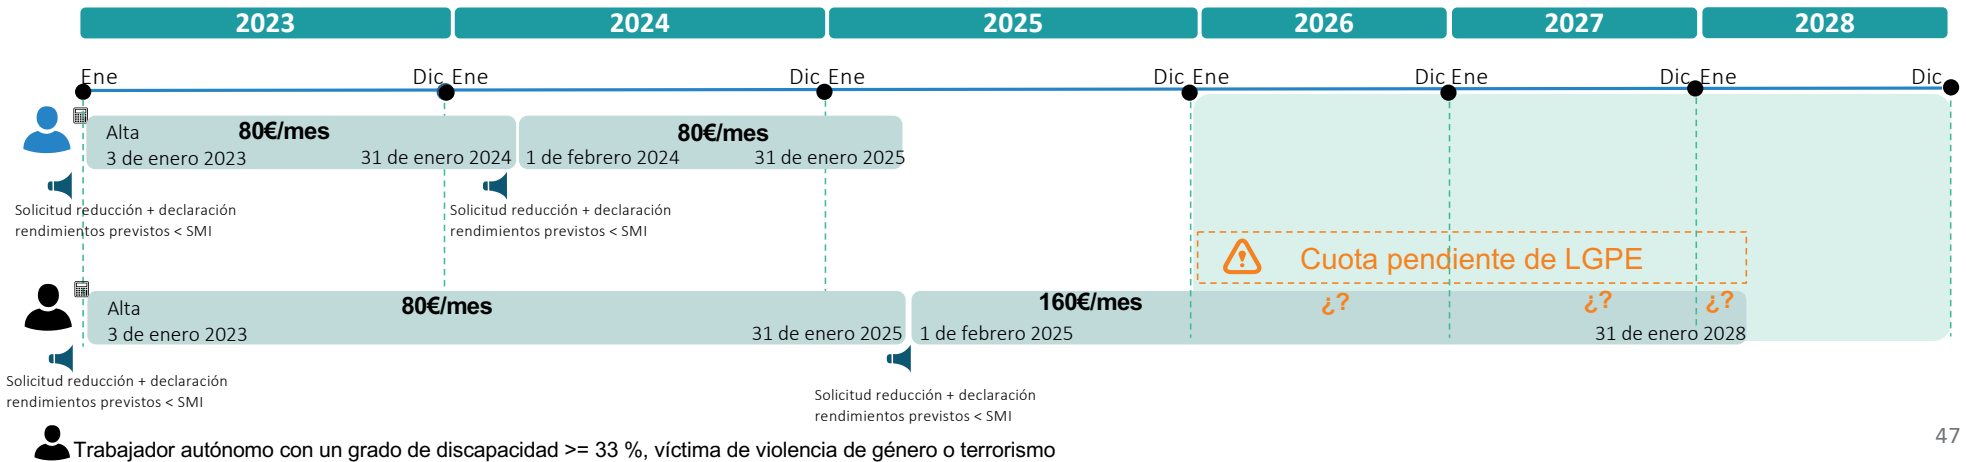 2023 2024 2025 2026 2027 2028
Ene Dic Ene Dic Ene Dic Ene Dic Ene Dic Ene Dic
Alta 80€/mes 80€/mes
3 de enero 2023 31 de enero 2024 1 de febrero 2024 31 de enero 2025
Solicitud reducción + declaración
rendimientos previstos < SMI
Solicitud reducción + declaración
rendimientos previstos < SMI
Cuota pendiente de LGPE
Alta 80€/mes 160€/mes ¿? ¿? ¿?
3 de enero 2023 31 de enero 2025 1 de febrero 2025 31 de enero 2028
Solicitud reducción + declaración
rendimientos previstos < SMI
Solicitud reducción + declaración
rendimientos previstos < SMI
Trabajador autónomo con un grado de discapacidad >= 33 %, víctima de violencia de género o terrorismo
47